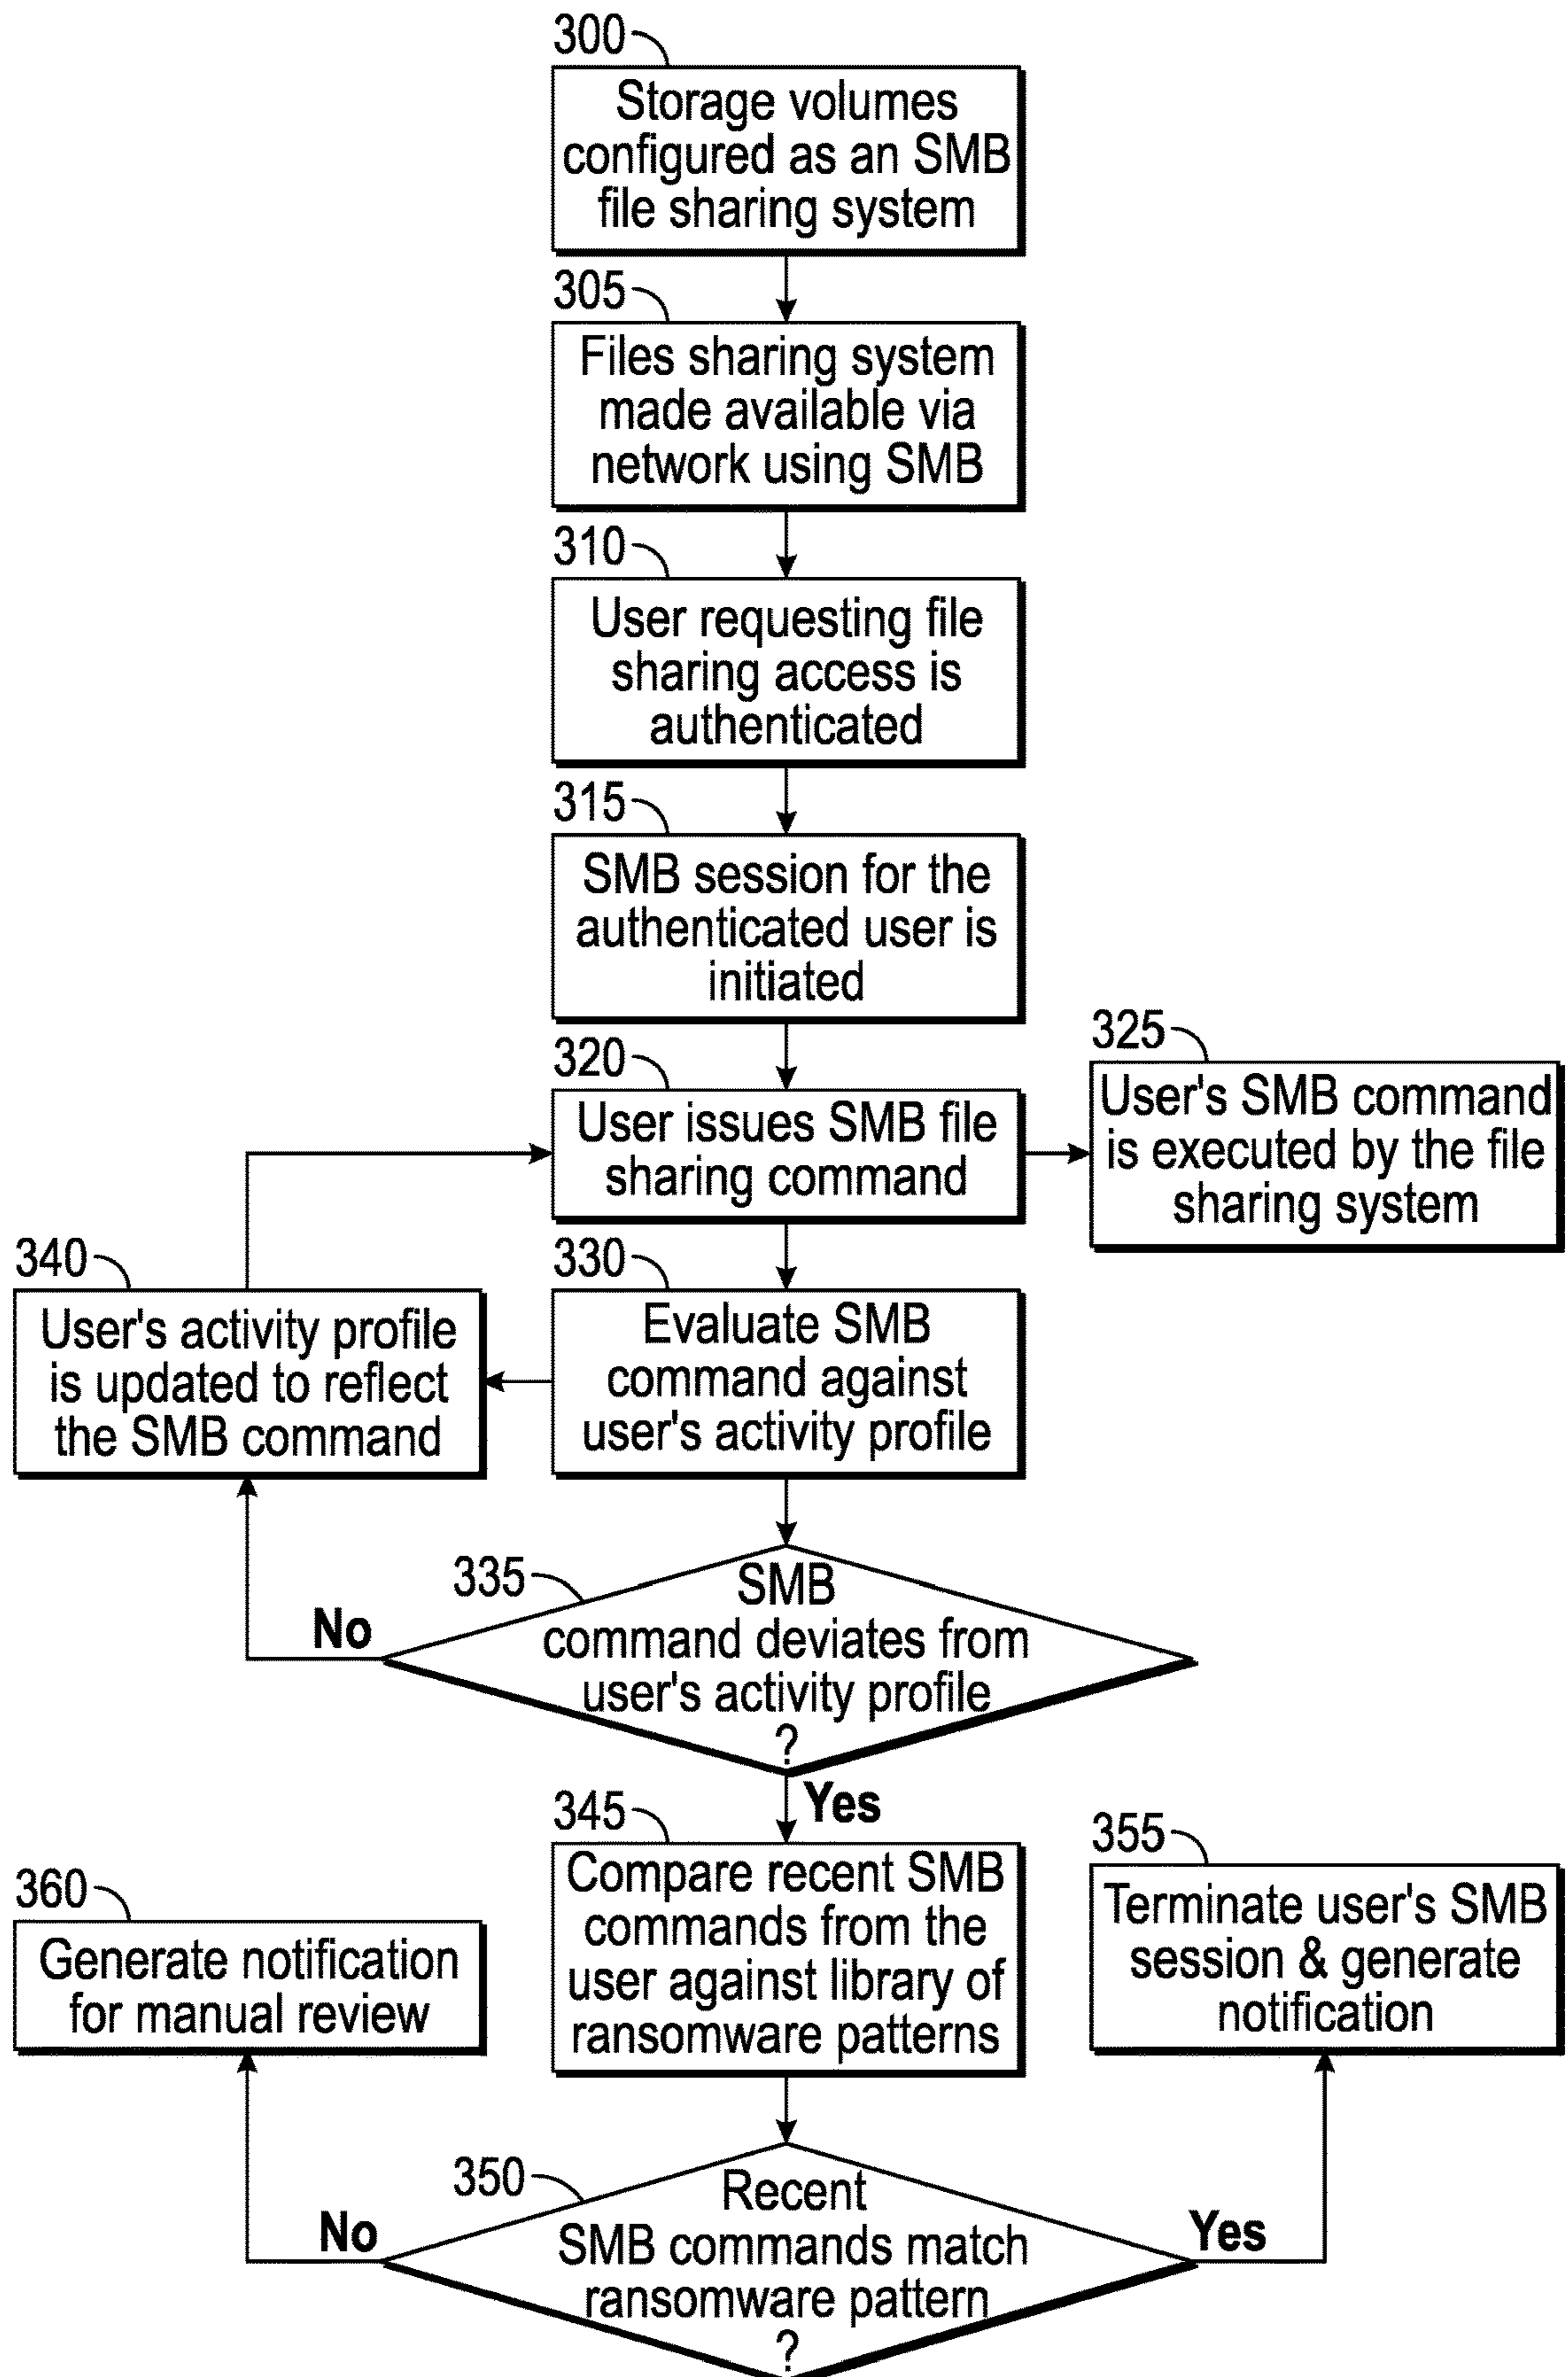 300
Storage volumes
configured as an SMB
file sharing system
305
Files sharing system
made available via
network using SMB
310
User requesting file
sharing access is
authenticated
315
SMB session for the
authenticated user is
initiated
320
User issues SMB file
sharing command
325
User's SMB command
is executed by the file
sharing system
330
Evaluate SMB
command against
user's activity profile
340
User's activity profile
is updated to reflect
the SMB command
335
SMB
command deviates from
user's activity profile
?
No
Yes
345
Compare recent SMB
commands from the
user against library of
ransomware patterns
355
Terminate user's SMB
session & generate
notification
360
Generate notification
for manual review
350
Recent
SMB commands match
ransomware pattern
?
No
Yes